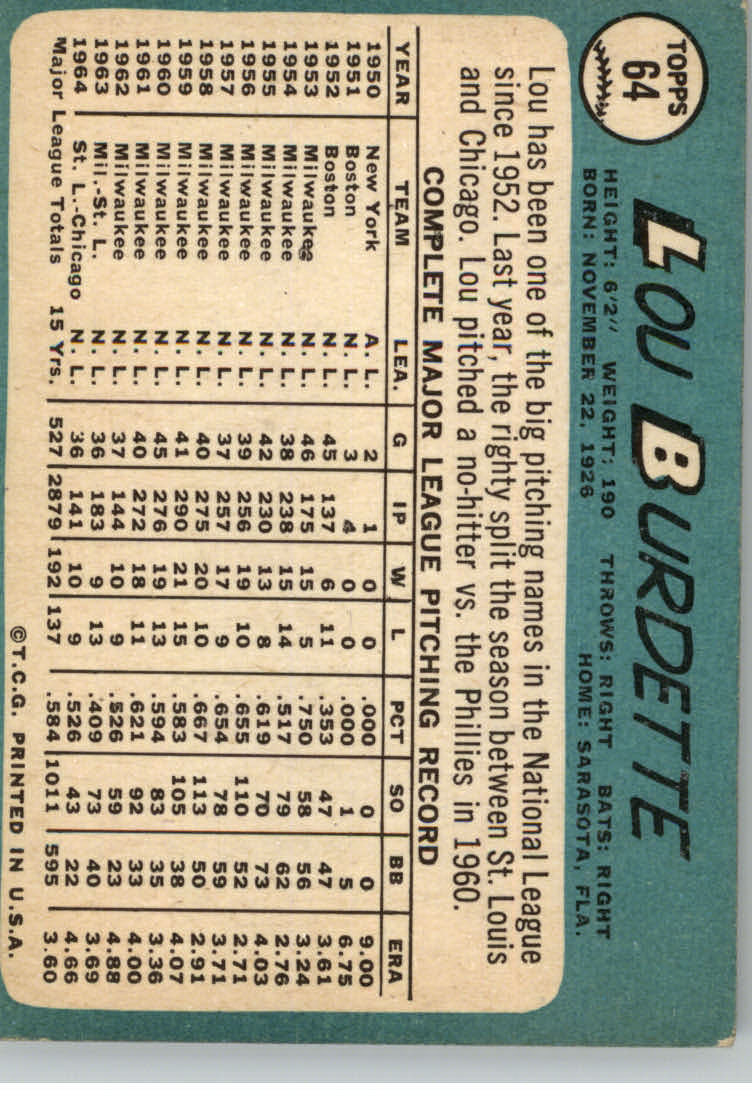 TOPPS
64
LOU BURDETTE
HEIGHT: 6'2" WEIGHT: 190 THROWS: RIGHT BATS: RIGHT
BORN: NOVEMBER 22, 1926 HOME: SARASOTA, FLA.
Lou has been one of the big pitching names in the National League
since 1952. Last year, the righty split the season between St. Louis
and Chicago. Lou pitched a no-hitter vs. the Phillies in 1960.
COMPLETE MAJOR LEAGUE PITCHING RECORD
YEAR TEAM LEA. G IP W L PCT SO BB ERA
1950 New York A. L. 2 1 0 0 .000 0 0 9.00
1951 Boston N. L. 3 4 0 0 .000 1 5 6.75
1952 Boston N. L. 45 137 6 11 .353 47 47 3.61
1953 Milwaukee N. L. 46 175 15 5 .750 58 56 3.24
1954 Milwaukee N. L. 38 238 15 14 .517 79 62 2.76
1955 Milwaukee N. L. 42 230 13 8 .619 70 73 4.03
1956 Milwaukee N. L. 39 256 19 10 .655 110 52 2.71
1957 Milwaukee N. L. 37 257 17 9 .654 78 59 3.71
1958 Milwaukee N. L. 40 275 20 10 .667 113 50 2.91
1959 Milwaukee N. L. 41 290 21 15 .583 105 38 4.07
1960 Milwaukee N. L. 45 276 19 13 .594 83 35 3.36
1961 Milwaukee N. L. 40 272 18 11 .621 92 33 4.00
1962 Milwaukee N. L. 37 144 10 9 .526 59 23 4.88
1963 Mil.-St. L. N. L. 36 183 9 13 .409 73 40 3.69
1964 St. L.-Chicago N. L. 36 141 10 9 .526 43 22 4.66
Major League Totals 15 Yrs. 527 2879 192 137 .584 1011 595 3.60
©T.C.G. PRINTED IN U.S.A.